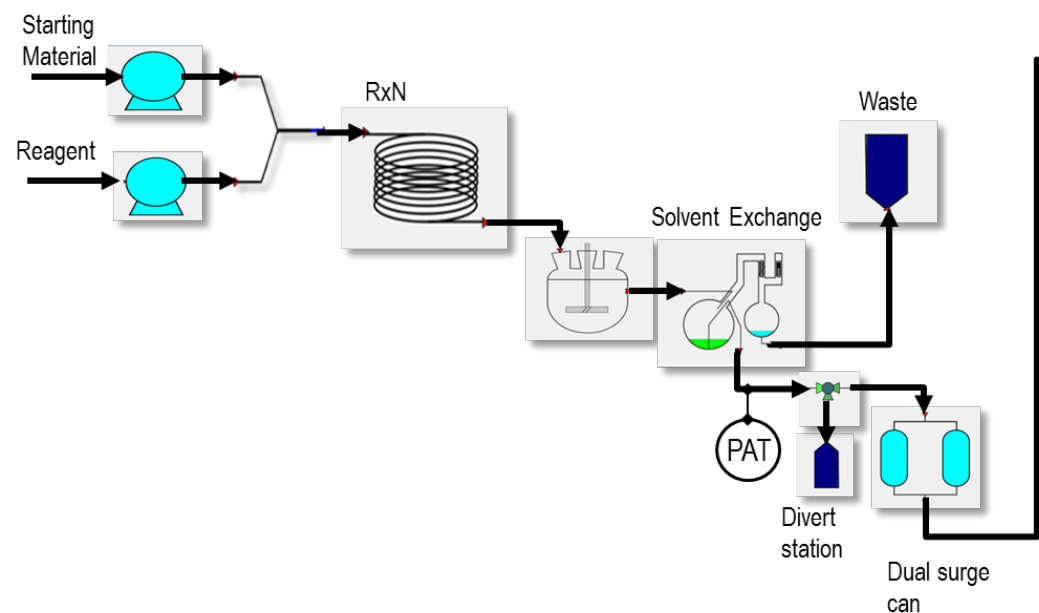 Starting
Material
RxN
Waste
Reagent
Solvent Exchange
PAT
Divert
station
Dual surge
can